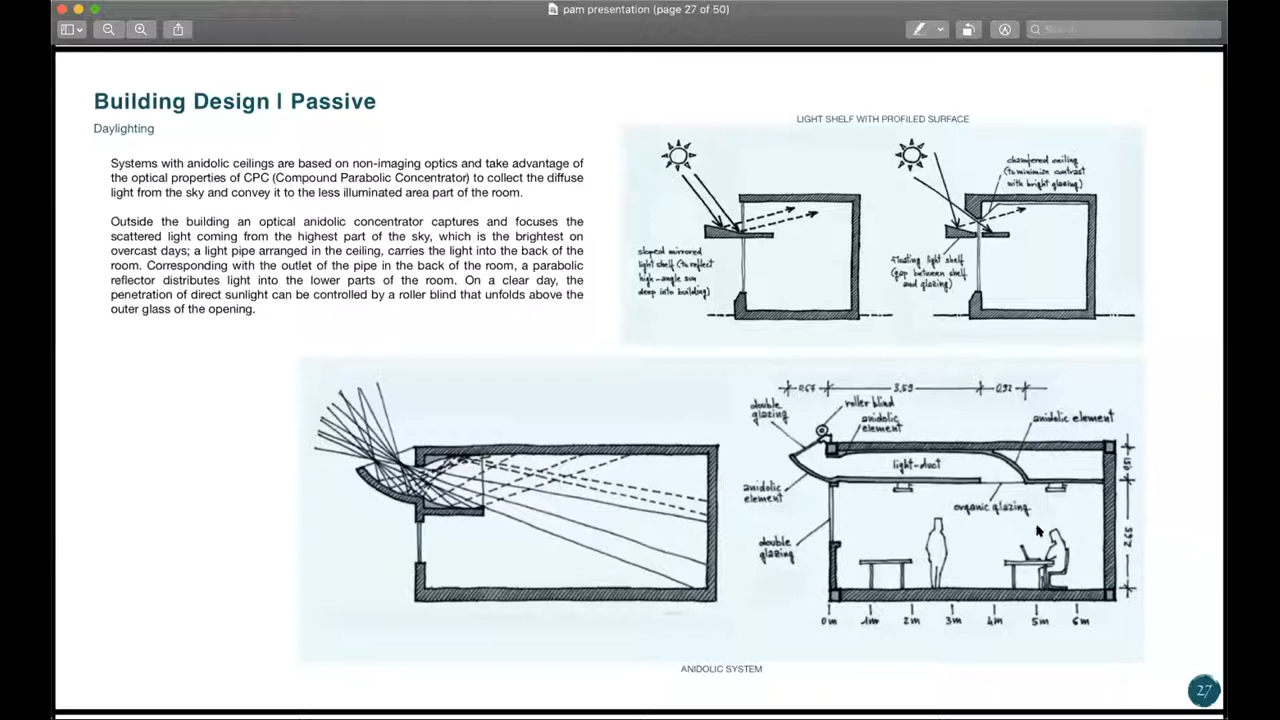 pam presentation (page 27 of 50)
Search
Building Design | Passive
Daylighting
Systems with anidolic ceilings are based on non-imaging optics and take advantage of
the optical properties of CPC (Compound Parabolic Concentrator) to collect the diffuse
light from the sky and convey it to the less illuminated area part of the room.
Outside the building an optical anidolic concentrator captures and focuses the
scattered light coming from the highest part of the sky, which is the brightest on
overcast days; a light pipe arranged in the ceiling, carries the light into the back of the
room. Corresponding with the outlet of the pipe in the back of the room, a parabolic
reflector distributes light into the lower parts of the room. On a clear day, the
penetration of direct sunlight can be controlled by a roller blind that unfolds above the
outer glass of the opening.
LIGHT SHELF WITH PROFILED SURFACE
sloped mirrored
light shelf (to reflect
high-angle sun
deep into building)
chamfered ceiling
(to minimize contrast
with bright glazing)
floating light shelf
(gap between shelf
and glazing)
0,67
3,59
0,92
double
glazing
roller blind
anidolic
element
anidolic element
light-duct
anidolic
element
organic glazing
double
glazing
0m
1m
2m
3m
4m
5m
6m
ANIDOLIC SYSTEM
27